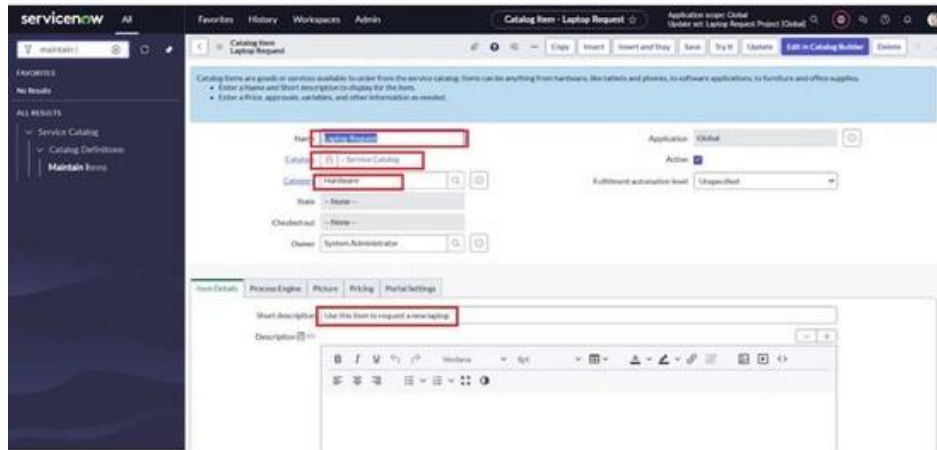 servicenow All Favorites History Workspaces Admin Catalog Item - Laptop Request ☆ Application scope: Global
Update set: Laptop Request Project [Global]
Catalog Item
Laptop Request
Copy Insert Insert and Stay Save Try It Update Edit in Catalog Builder Delete
FAVORITES
No Results
ALL RESULTS
Service Catalog
Catalog Definitions
Maintain Items
Catalog items are goods or services available to order from the service catalog. Items can be anything from hardware, like tablets and phones, to software applications, to furniture and office supplies.
• Enter a Name and Short description to display for the item.
• Enter a Price, approvals, variables, and other information as needed.
Name Laptop Request
Application Global
Catalogs Service Catalog
Active
Category Hardware
Fulfillment automation level Unspecified
State -- None --
Checked out -- None --
Owner System Administrator
Item Details Process Engine Picture Pricing Portal Settings
Short description Use this item to request a new laptop
Description
B I U Verdana 8pt